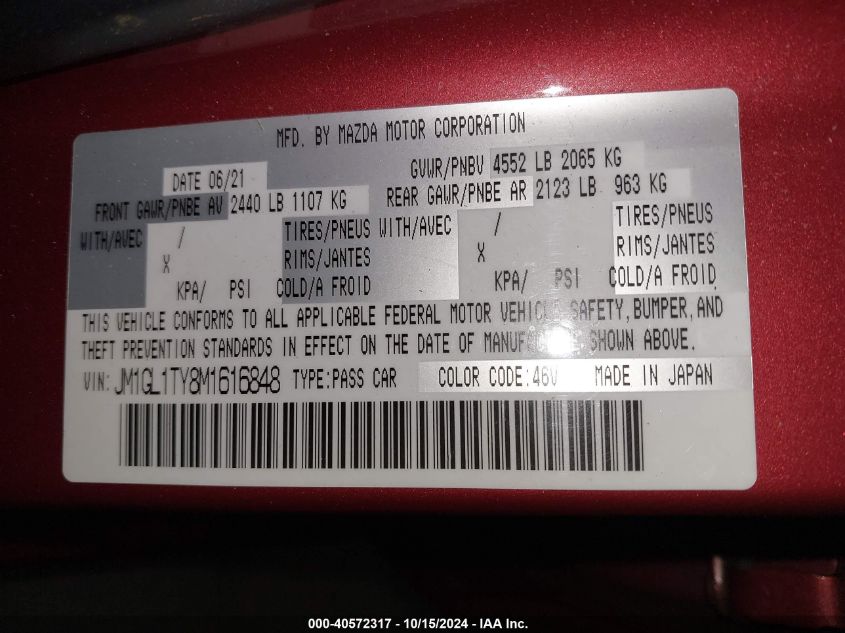 MFD. BY MAZDA MOTOR CORPORATION
DATE 06/21 GVWR/PNBV 4552 LB 2065 KG
FRONT GAWR/PNBE AV 2440 LB 1107 KG REAR GAWR/PNBE AR 2123 LB 963 KG
WITH/AVEC / TIRES/PNEUS WITH/AVEC / TIRES/PNEUS
X RIMS/JANTES X RIMS/JANTES
KPA/ PSI COLD/A FROID KPA/ PSI COLD/A FROID
THIS VEHICLE CONFORMS TO ALL APPLICABLE FEDERAL MOTOR VEHICLE SAFETY, BUMPER, AND
THEFT PREVENTION STANDARDS IN EFFECT ON THE DATE OF MANUFACTURE SHOWN ABOVE.
VIN: JM1GL1TY8M1616848 TYPE:PASS CAR COLOR CODE:46V MADE IN JAPAN
000-40572317 - 10/15/2024 - IAA Inc.